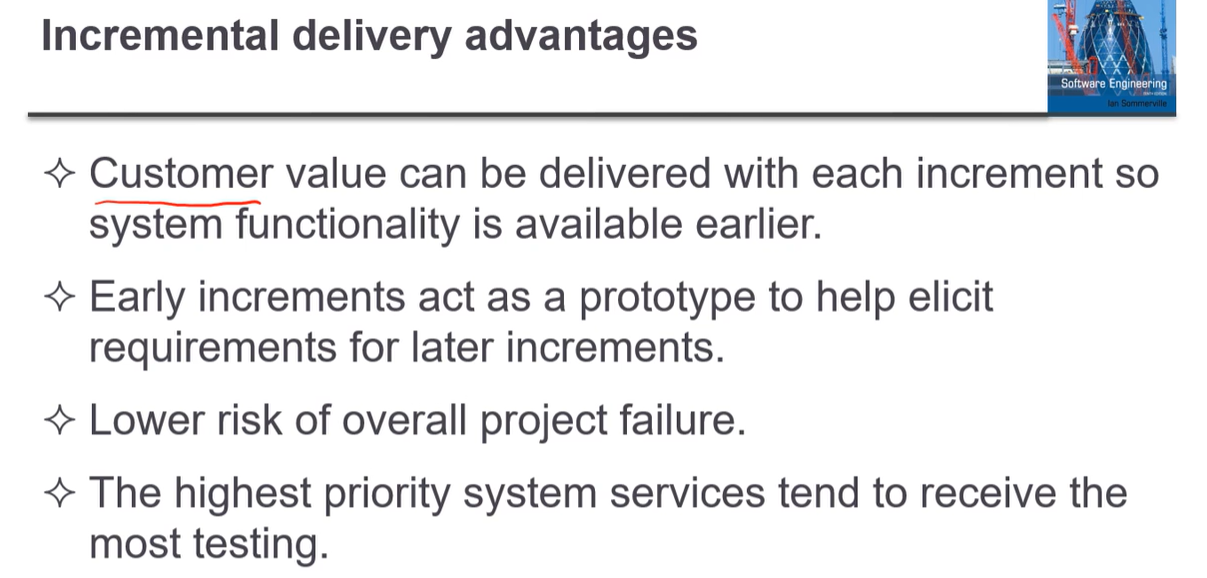 Incremental delivery advantages
Software Engineering
Ian Sommerville
✧ Customer value can be delivered with each increment so
system functionality is available earlier.
✧ Early increments act as a prototype to help elicit
requirements for later increments.
✧ Lower risk of overall project failure.
✧ The highest priority system services tend to receive the
most testing.